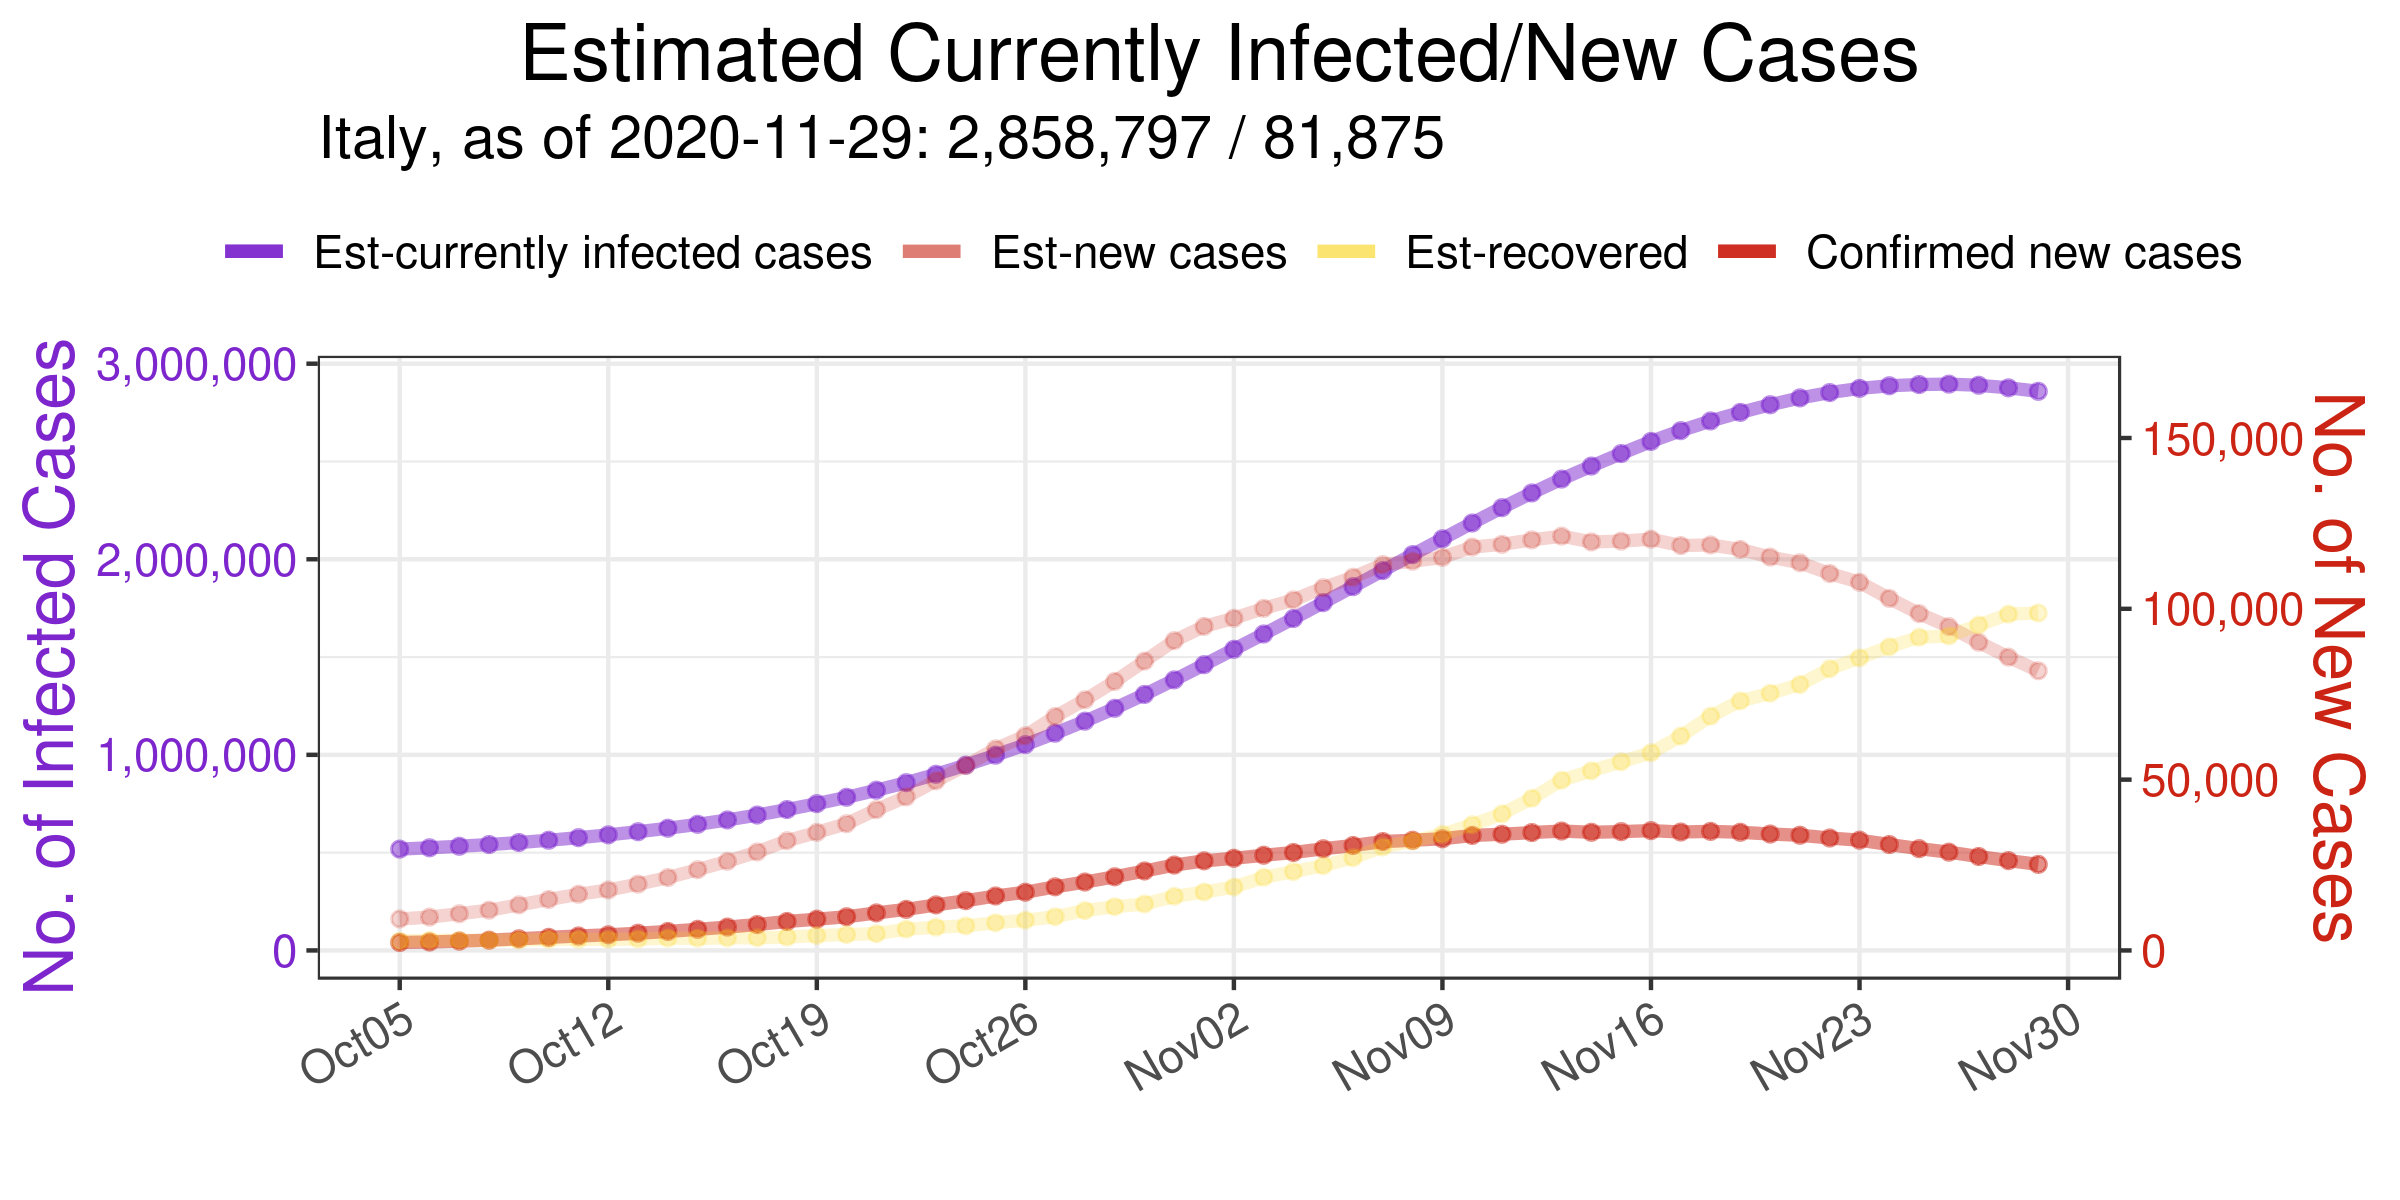 Estimated Currently Infected/New Cases
Italy, as of 2020-11-29: 2,858,797 / 81,875
Est-currently infected cases Est-new cases Est-recovered Confirmed new cases
No. of Infected Cases
3,000,000
2,000,000
1,000,000
0
150,000
100,000
50,000
0
No. of New Cases
Oct05 Oct12 Oct19 Oct26 Nov02 Nov09 Nov16 Nov23 Nov30